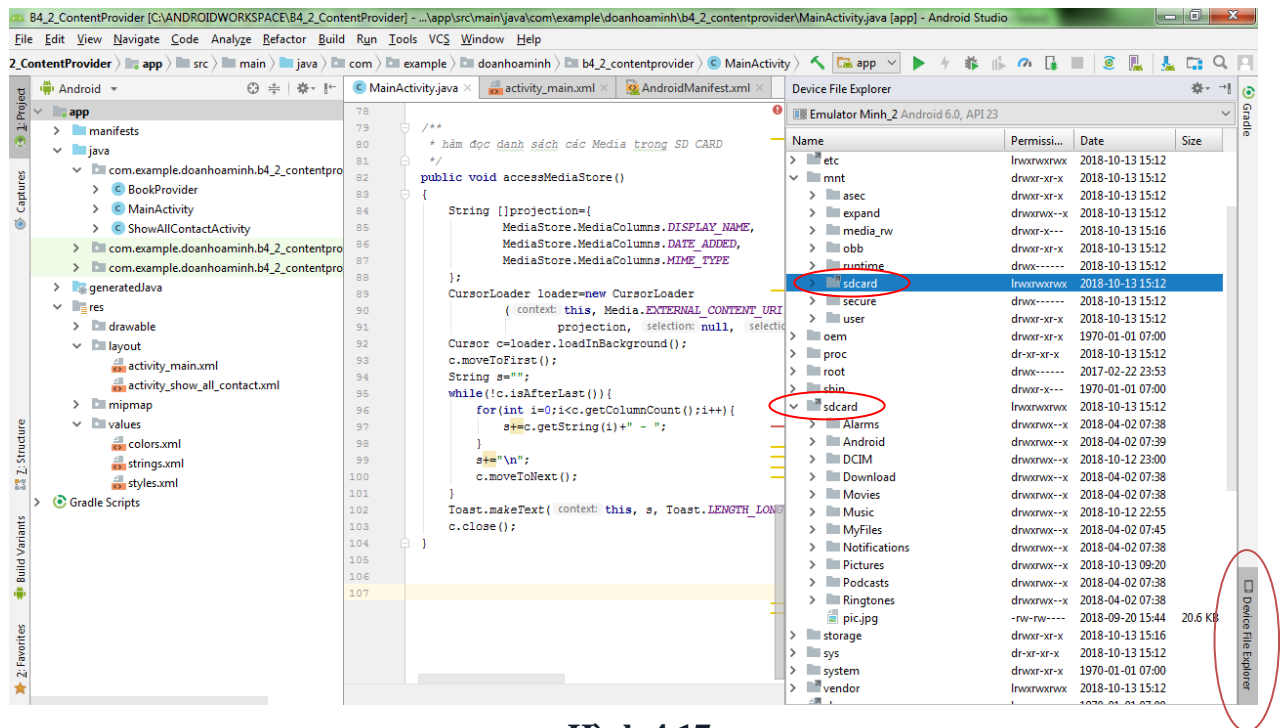 B4_2_ContentProvider [C:\ANDROIDWORKSPACE\B4_2_ContentProvider] - ...\app\src\main\java\com\example\doanhoaminh\b4_2_contentprovider\MainActivity.java [app] - Android Studio
File Edit View Navigate Code Analyze Refactor Build Run Tools VCS Window Help
2_ContentProvider app src main java com example doanhoaminh b4_2_contentprovider MainActivity app
1: Project
Captures
7: Structure
Build Variants
2: Favorites
Android
app
manifests
java
com.example.doanhoaminh.b4_2_contentpro
BookProvider
MainActivity
ShowAllContactActivity
com.example.doanhoaminh.b4_2_contentpro
com.example.doanhoaminh.b4_2_contentpro
generatedJava
res
drawable
layout
activity_main.xml
activity_show_all_contact.xml
mipmap
values
colors.xml
strings.xml
styles.xml
Gradle Scripts
MainActivity.java activity_main.xml AndroidManifest.xml
78
79 /**
80 * hàm đọc danh sách các Media trong SD CARD
81 */
82 public void accessMediaStore()
83 {
84 String []projection={
85 MediaStore.MediaColumns.DISPLAY_NAME,
86 MediaStore.MediaColumns.DATE_ADDED,
87 MediaStore.MediaColumns.MIME_TYPE
88 };
89 CursorLoader loader=new CursorLoader
90 ( context: this, Media.EXTERNAL_CONTENT_URI
91 projection, selection: null, selectio
92 Cursor c=loader.loadInBackground();
93 c.moveToFirst();
94 String s="";
95 while(!c.isAfterLast()){
96 for(int i=0;i<c.getColumnCount();i++){
97 s+=c.getString(i)+" - ";
98 }
99 s+="\n";
100 c.moveToNext();
101 }
102 Toast.makeText( context: this, s, Toast.LENGTH_LONG
103 c.close();
104 }
105
106
107
Device File Explorer
Emulator Minh_2 Android 6.0, API 23
Name Permissi... Date Size
etc lrwxrwxrwx 2018-10-13 15:12
mnt drwxr-xr-x 2018-10-13 15:12
asec drwxr-xr-x 2018-10-13 15:12
expand drwxrwx--x 2018-10-13 15:12
media_rw drwxr-x--- 2018-10-13 15:16
obb drwxr-xr-x 2018-10-13 15:12
runtime drwx------ 2018-10-13 15:12
sdcard lrwxrwxrwx 2018-10-13 15:12
secure drwx------ 2018-10-13 15:12
user drwxr-xr-x 2018-10-13 15:12
oem drwxr-xr-x 1970-01-01 07:00
proc dr-xr-xr-x 2018-10-13 15:12
root drwx------ 2017-02-22 23:53
sbin drwxr-x--- 1970-01-01 07:00
sdcard lrwxrwxrwx 2018-10-13 15:12
Alarms drwxrwx--x 2018-04-02 07:38
Android drwxrwx--x 2018-04-02 07:39
DCIM drwxrwx--x 2018-10-12 23:00
Download drwxrwx--x 2018-04-02 07:38
Movies drwxrwx--x 2018-04-02 07:38
Music drwxrwx--x 2018-10-12 22:55
MyFiles drwxrwx--x 2018-04-02 07:45
Notifications drwxrwx--x 2018-04-02 07:38
Pictures drwxrwx--x 2018-10-13 09:20
Podcasts drwxrwx--x 2018-04-02 07:38
Ringtones drwxrwx--x 2018-04-02 07:38
pic.jpg -rw-rw---- 2018-09-20 15:44 20.6 KB
storage drwxr-xr-x 2018-10-13 15:16
sys dr-xr-xr-x 2018-10-13 15:12
system drwxr-xr-x 1970-01-01 07:00
vendor lrwxrwxrwx 2018-10-13 15:12
Gradle
Device File Explorer